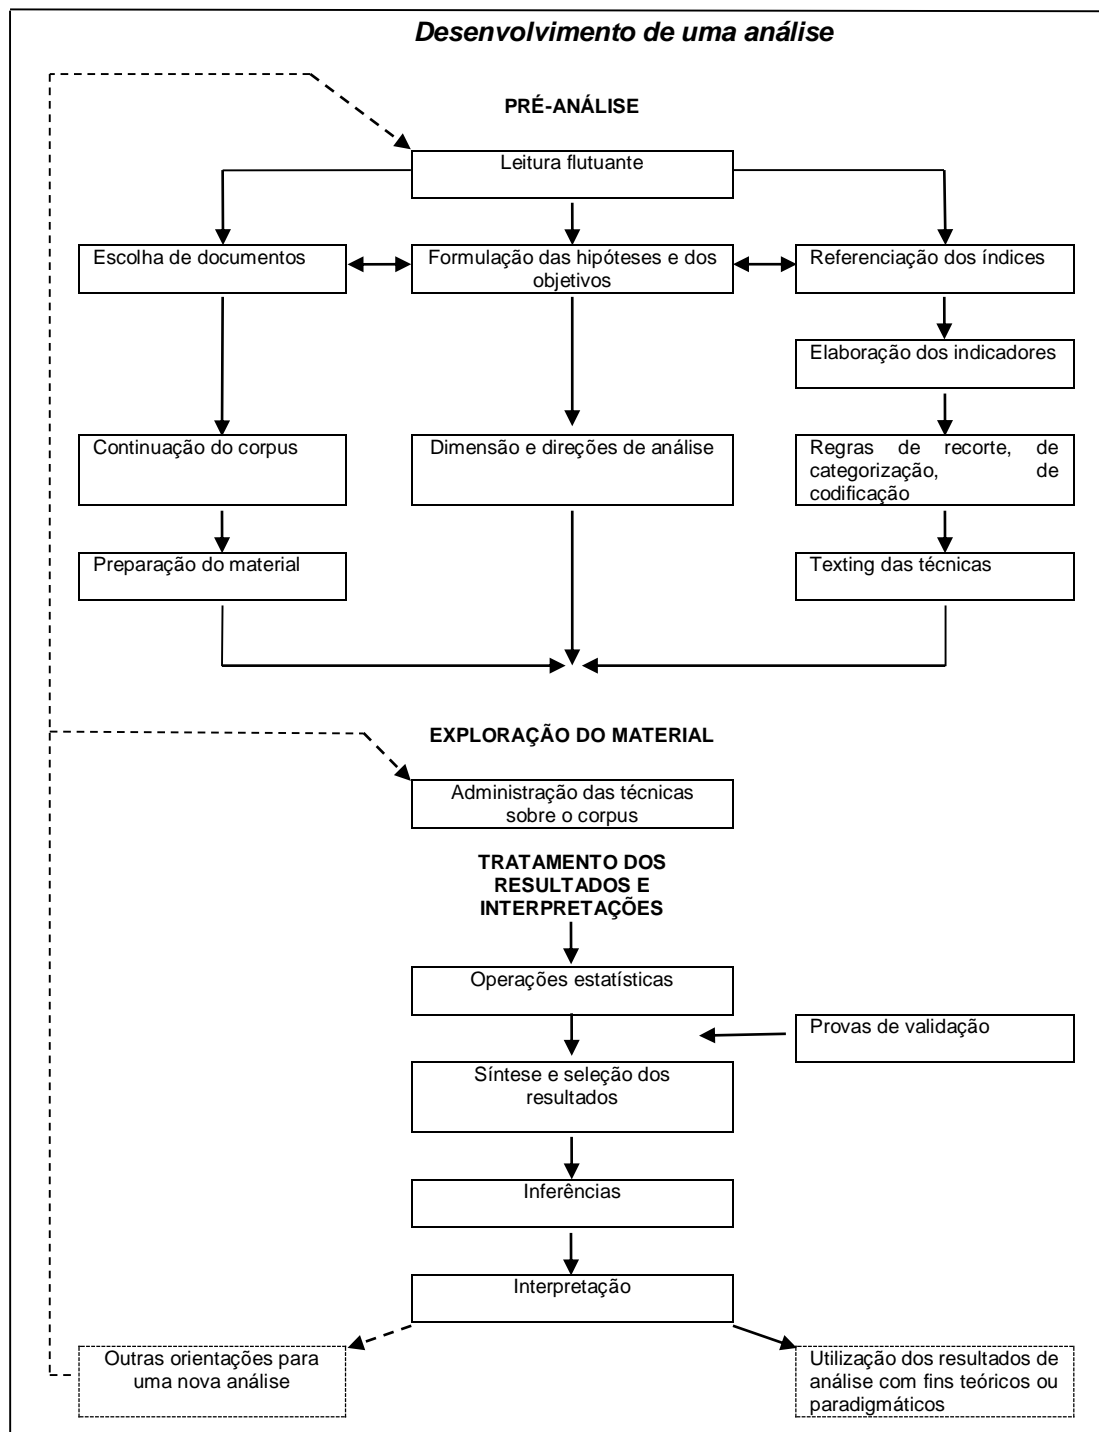 Desenvolvimento de uma análise
PRÉ-ANÁLISE
Leitura flutuante
Escolha de documentos
Formulação das hipóteses e dos
objetivos
Referenciação dos índices
Elaboração dos indicadores
Continuação do corpus
Dimensão e direções de análise
Regras de recorte, de
categorização, de
codificação
Preparação do material
Texting das técnicas
EXPLORAÇÃO DO MATERIAL
Administração das técnicas
sobre o corpus
TRATAMENTO DOS
RESULTADOS E
INTERPRETAÇÕES
Operações estatísticas
Provas de validação
Síntese e seleção dos
resultados
Inferências
Interpretação
Outras orientações para
uma nova análise
Utilização dos resultados de
análise com fins teóricos ou
paradigmáticos